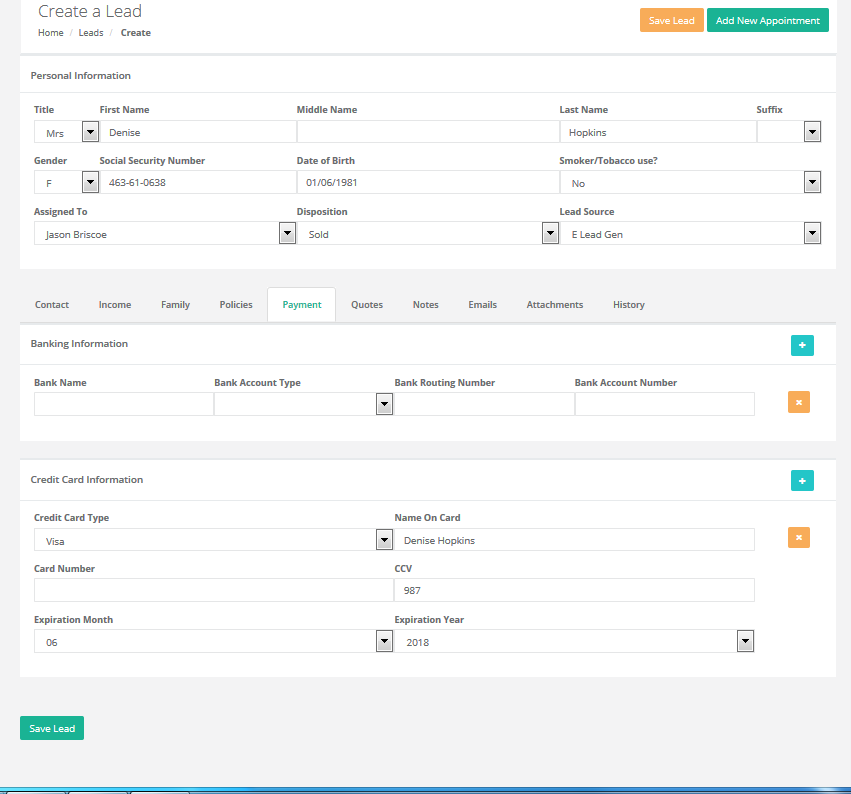 Create a Lead
Home / Leads / Create
Save Lead Add New Appointment
Personal Information
Title First Name Middle Name Last Name Suffix
Mrs Denise Hopkins
Gender Social Security Number Date of Birth Smoker/Tobacco use?
F 463-61-0638 01/06/1981 No
Assigned To Disposition Lead Source
Jason Briscoe Sold E Lead Gen
Contact Income Family Policies Payment Quotes Notes Emails Attachments History
Banking Information
Bank Name Bank Account Type Bank Routing Number Bank Account Number
Credit Card Information
Credit Card Type Name On Card
Visa Denise Hopkins
Card Number CCV
987
Expiration Month Expiration Year
06 2018
Save Lead